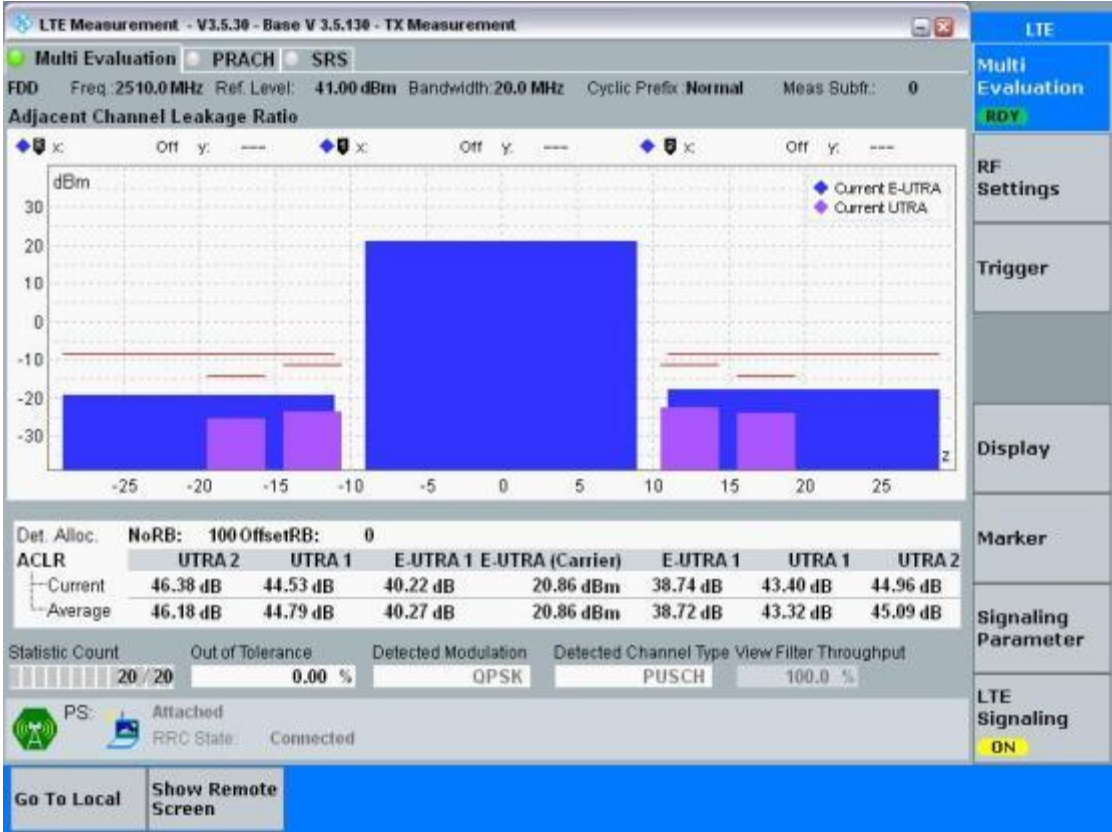 LTE Measurement - V3.5.30 - Base V 3.5.130 - TX Measurement
LTE
Multi Evaluation PRACH SRS
Multi
Evaluation
RDY
FDD Freq.:2510.0 MHz Ref. Level: 41.00 dBm Bandwidth:20.0 MHz Cyclic Prefix :Normal Meas Subfr.: 0
Adjacent Channel Leakage Ratio
x: Off y: --- x: Off y: --- x: Off y: ---
dBm
Current E-UTRA
Current UTRA
30
20
10
0
-10
-20
-30
z
-25 -20 -15 -10 -5 0 5 10 15 20 25
RF
Settings
Trigger
Display
Marker
Signaling
Parameter
LTE
Signaling
ON
Det. Alloc. NoRB: 100 OffsetRB: 0
ACLR UTRA 2 UTRA 1 E-UTRA 1 E-UTRA (Carrier) E-UTRA 1 UTRA 1 UTRA 2
Current 46.38 dB 44.53 dB 40.22 dB 20.86 dBm 38.74 dB 43.40 dB 44.96 dB
Average 46.18 dB 44.79 dB 40.27 dB 20.86 dBm 38.72 dB 43.32 dB 45.09 dB
Statistic Count Out of Tolerance Detected Modulation Detected Channel Type View Filter Throughput
20 / 20 0.00 % QPSK PUSCH 100.0 %
PS: Attached
RRC State: Connected
Go To Local
Show Remote
Screen